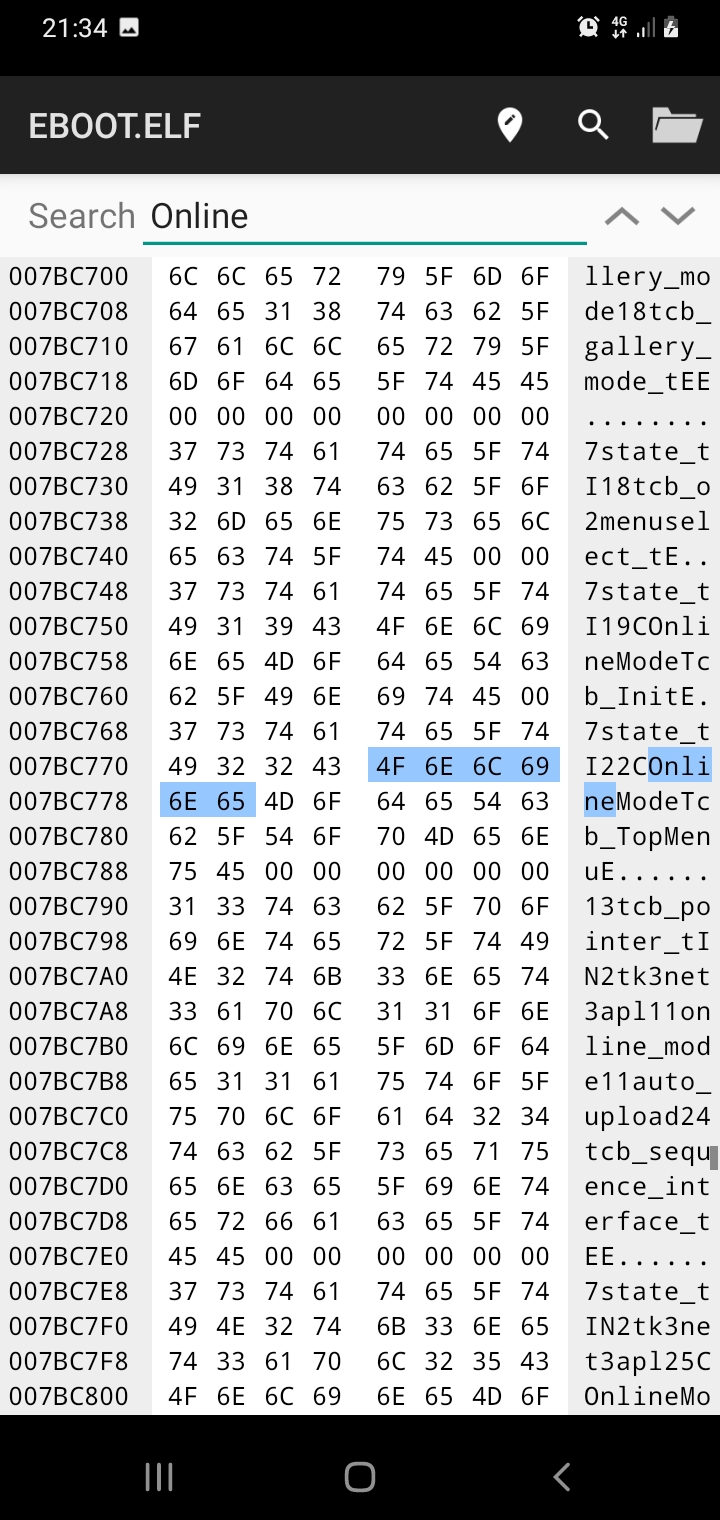 21:34 4G
EBOOT.ELF
Search Online
007BC700 6C 6C 65 72 79 5F 6D 6F llery_mo
007BC708 64 65 31 38 74 63 62 5F de18tcb_
007BC710 67 61 6C 6C 65 72 79 5F gallery_
007BC718 6D 6F 64 65 5F 74 45 45 mode_tEE
007BC720 00 00 00 00 00 00 00 00 ........
007BC728 37 73 74 61 74 65 5F 74 7state_t
007BC730 49 31 38 74 63 62 5F 6F I18tcb_o
007BC738 32 6D 65 6E 75 73 65 6C 2menusel
007BC740 65 63 74 5F 74 45 00 00 ect_tE..
007BC748 37 73 74 61 74 65 5F 74 7state_t
007BC750 49 31 39 43 4F 6E 6C 69 I19COnli
007BC758 6E 65 4D 6F 64 65 54 63 neModeTc
007BC760 62 5F 49 6E 69 74 45 00 b_InitE.
007BC768 37 73 74 61 74 65 5F 74 7state_t
007BC770 49 32 32 43 4F 6E 6C 69 I22COnli
007BC778 6E 65 4D 6F 64 65 54 63 neModeTc
007BC780 62 5F 54 6F 70 4D 65 6E b_TopMen
007BC788 75 45 00 00 00 00 00 00 uE......
007BC790 31 33 74 63 62 5F 70 6F 13tcb_po
007BC798 69 6E 74 65 72 5F 74 49 inter_tI
007BC7A0 4E 32 74 6B 33 6E 65 74 N2tk3net
007BC7A8 33 61 70 6C 31 31 6F 6E 3apl11on
007BC7B0 6C 69 6E 65 5F 6D 6F 64 line_mod
007BC7B8 65 31 31 61 75 74 6F 5F e11auto_
007BC7C0 75 70 6C 6F 61 64 32 34 upload24
007BC7C8 74 63 62 5F 73 65 71 75 tcb_sequ
007BC7D0 65 6E 63 65 5F 69 6E 74 ence_int
007BC7D8 65 72 66 61 63 65 5F 74 erface_t
007BC7E0 45 45 00 00 00 00 00 00 EE......
007BC7E8 37 73 74 61 74 65 5F 74 7state_t
007BC7F0 49 4E 32 74 6B 33 6E 65 IN2tk3ne
007BC7F8 74 33 61 70 6C 32 35 43 t3apl25C
007BC800 4F 6E 6C 69 6E 65 4D 6F OnlineMo